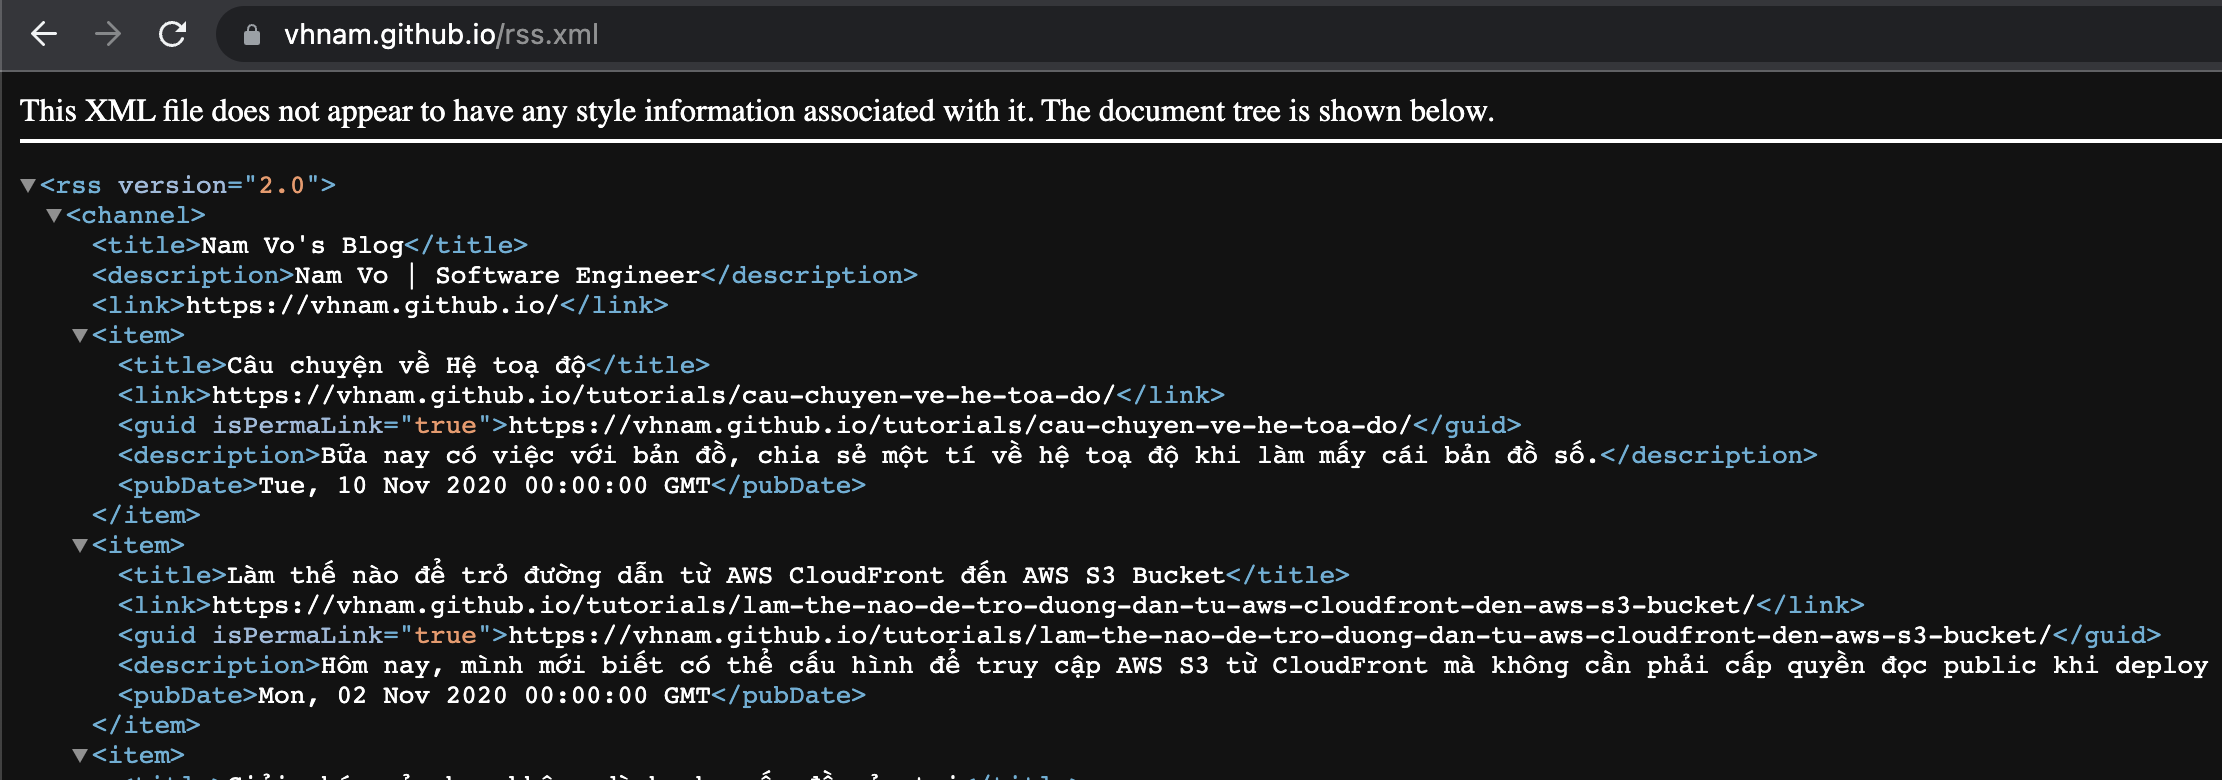 vhnam.github.io/rss.xml
This XML file does not appear to have any style information associated with it. The document tree is shown below.
<rss version="2.0">
<channel>
<title>Nam Vo's Blog</title>
<description>Nam Vo | Software Engineer</description>
<link>https://vhnam.github.io/</link>
<item>
<title>Câu chuyện về Hệ toạ độ</title>
<link>https://vhnam.github.io/tutorials/cau-chuyen-ve-he-toa-do/</link>
<guid isPermaLink="true">https://vhnam.github.io/tutorials/cau-chuyen-ve-he-toa-do/</guid>
<description>Bữa nay có việc với bản đồ, chia sẻ một tí về hệ toạ độ khi làm mấy cái bản đồ số.</description>
<pubDate>Tue, 10 Nov 2020 00:00:00 GMT</pubDate>
</item>
<item>
<title>Làm thế nào để trỏ đường dẫn từ AWS CloudFront đến AWS S3 Bucket</title>
<link>https://vhnam.github.io/tutorials/lam-the-nao-de-tro-duong-dan-tu-aws-cloudfront-den-aws-s3-bucket/</link>
<guid isPermaLink="true">https://vhnam.github.io/tutorials/lam-the-nao-de-tro-duong-dan-tu-aws-cloudfront-den-aws-s3-bucket/</guid>
<description>Hôm nay, mình mới biết có thể cấu hình để truy cập AWS S3 từ CloudFront mà không cần phải cấp quyền đọc public khi deploy
<pubDate>Mon, 02 Nov 2020 00:00:00 GMT</pubDate>
</item>
<item>